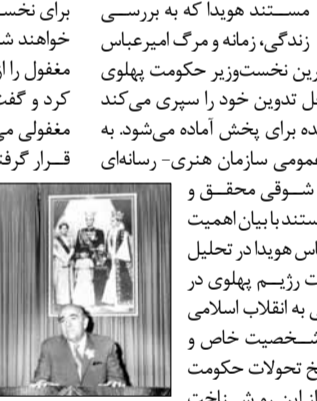 مستند هویدا که به بررسی
زندگی، زمانه و مرگ امیرعباس
رین نخست‌وزیر حکومت پهلوی
ل تدوین خود را سپری می‌کند
ده برای پخش آماده می‌شود. به
عمومی سازمان هنری- رسانه‌ای
شوقی محقق و
ستند با بیان اهمیت
اس هویدا در تحلیل
ت رژیم پهلوی در
ی به انقلاب اسلامی
شخصیت خاص و
خ تحولات حکومت
برای نخس
خواهند ش
مغفول را از
کرد و گفت
مغفولی می
قرار گرفت